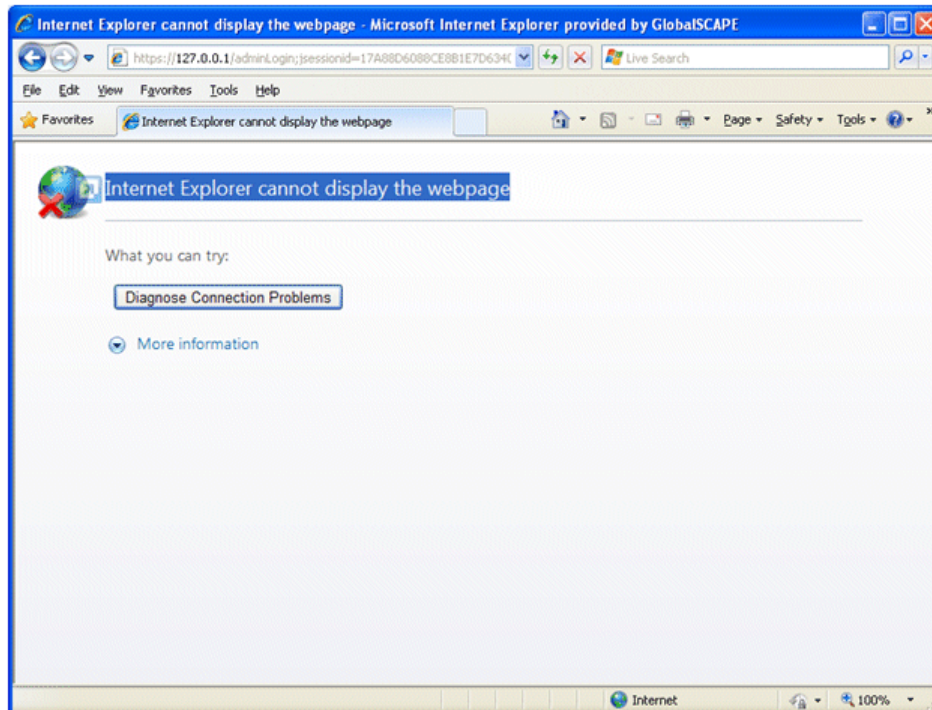 Internet Explorer cannot display the webpage - Microsoft Internet Explorer provided by GlobalSCAPE
https://127.0.0.1/adminLogin;jsessionid=17A88D6088CE8B1E7D634C
Live Search
File Edit View Favorites Tools Help
Favorites
Internet Explorer cannot display the webpage
Page Safety Tools
Internet Explorer cannot display the webpage
What you can try:
Diagnose Connection Problems
More information
Internet
100%